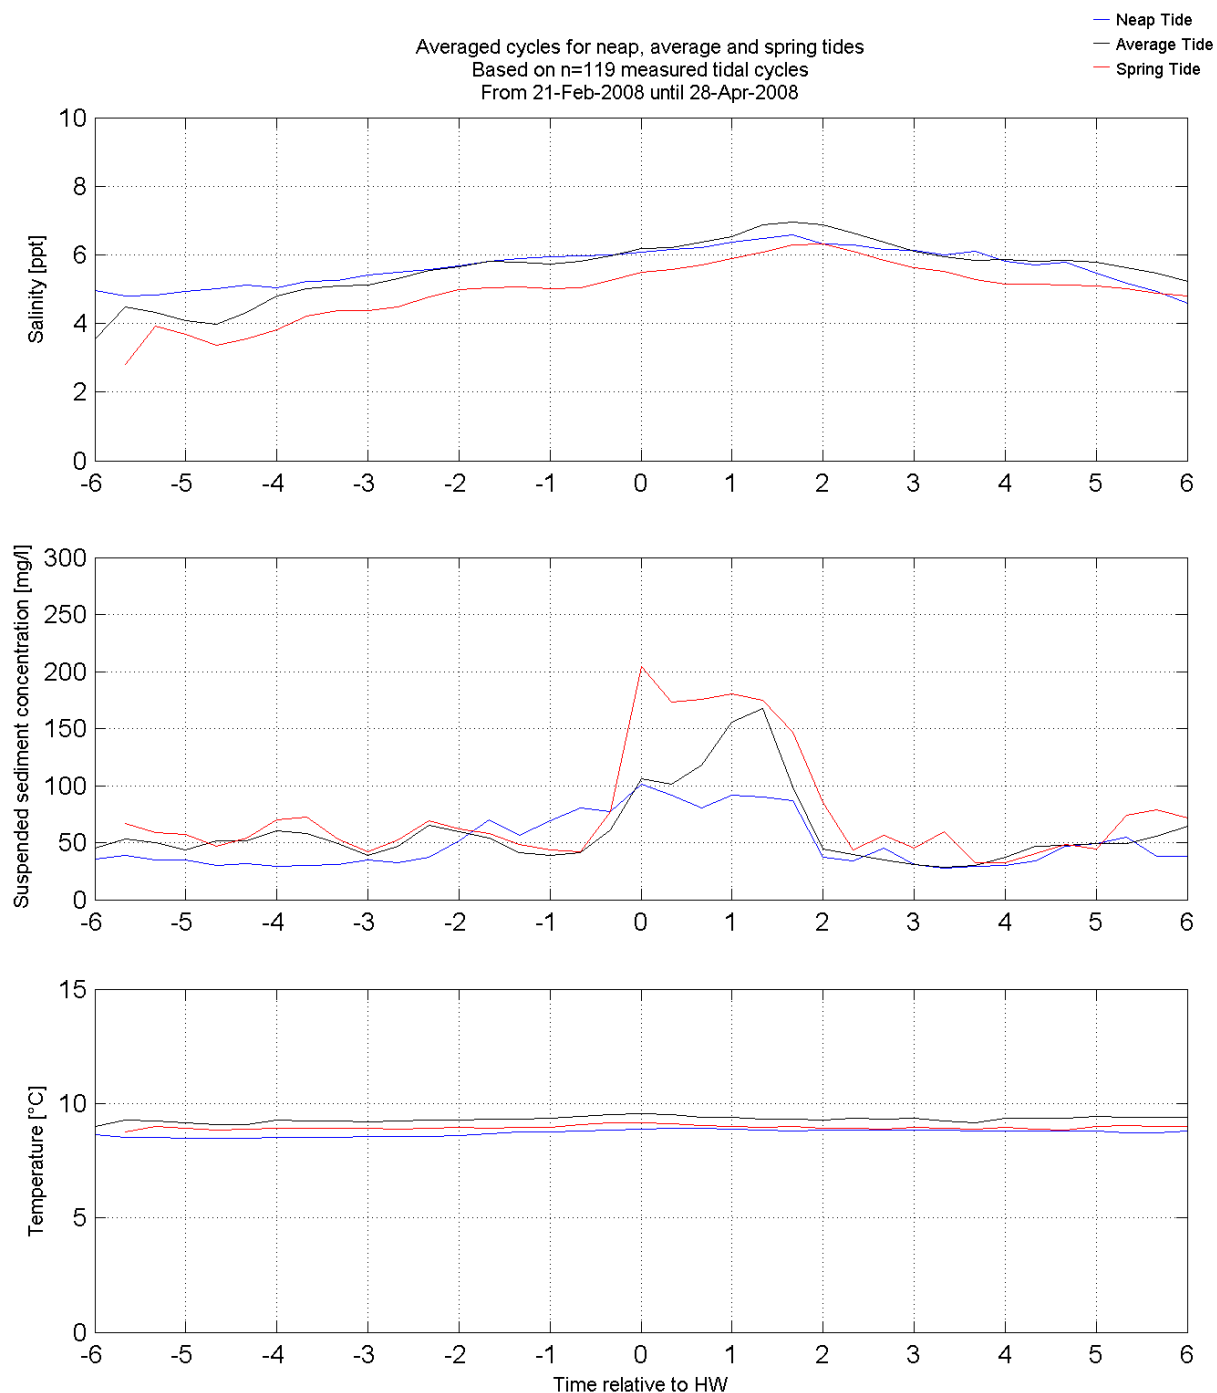 Neap Tide
Average Tide
Spring Tide
Averaged cycles for neap, average and spring tides
Based on n=119 measured tidal cycles
From 21-Feb-2008 until 28-Apr-2008
Salinity [ppt]
10
8
6
4
2
0
-6 -5 -4 -3 -2 -1 0 1 2 3 4 5 6
Suspended sediment concentration [mg/l]
300
250
200
150
100
50
0
-6 -5 -4 -3 -2 -1 0 1 2 3 4 5 6
Temperature [°C]
15
10
5
0
-6 -5 -4 -3 -2 -1 0 1 2 3 4 5 6
Time relative to HW